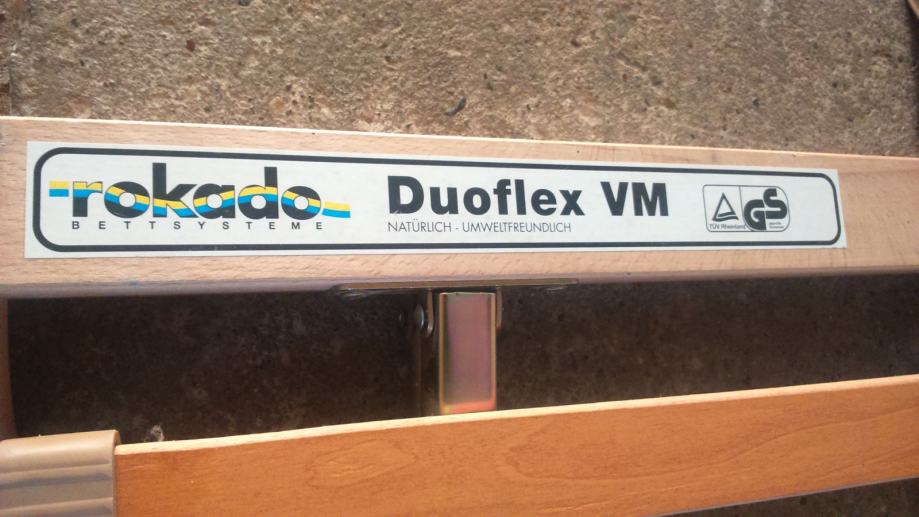 rokado
BETTSYSTEME
Duoflex VM
NATÜRLICH - UMWELTFREUNDLICH
TÜV Rheinland
GS